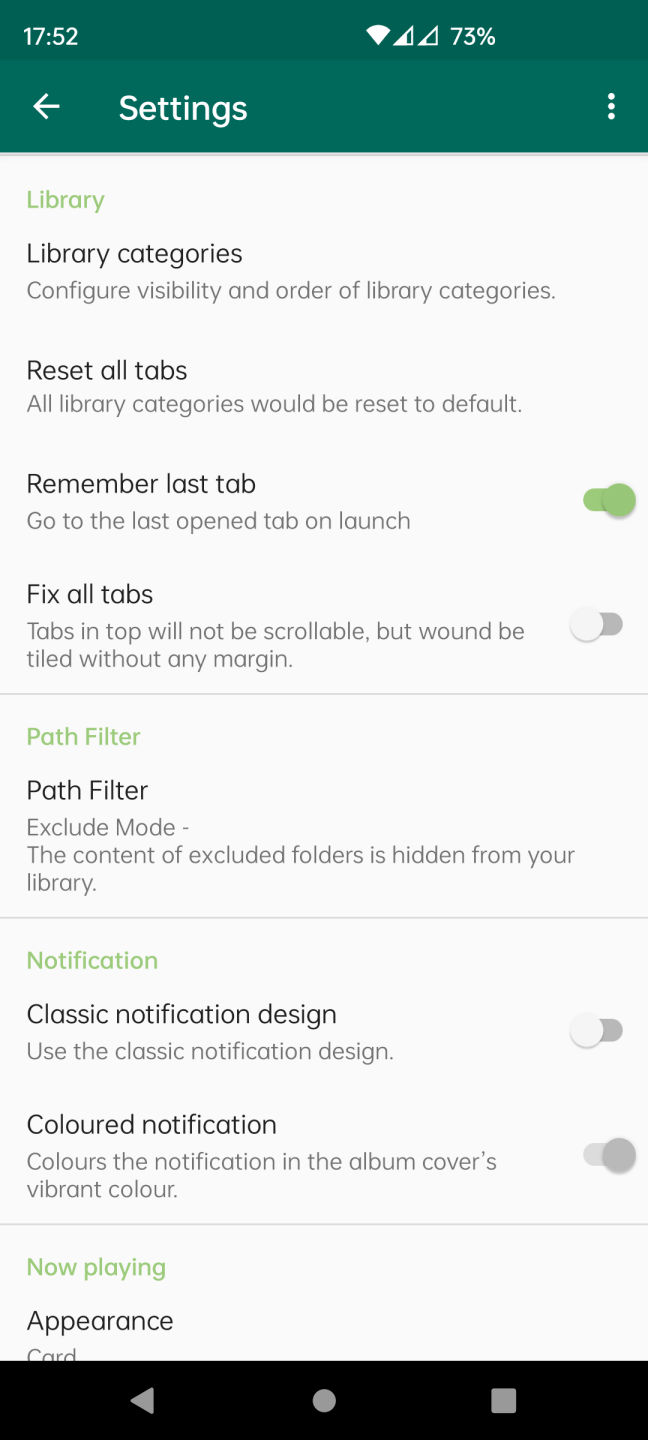 17:52
73%
Settings
Library
Library categories
Configure visibility and order of library categories.
Reset all tabs
All library categories would be reset to default.
Remember last tab
Go to the last opened tab on launch
Fix all tabs
Tabs in top will not be scrollable, but wound be
tiled without any margin.
Path Filter
Path Filter
Exclude Mode -
The content of excluded folders is hidden from your
library.
Notification
Classic notification design
Use the classic notification design.
Coloured notification
Colours the notification in the album cover’s
vibrant colour.
Now playing
Appearance
Card